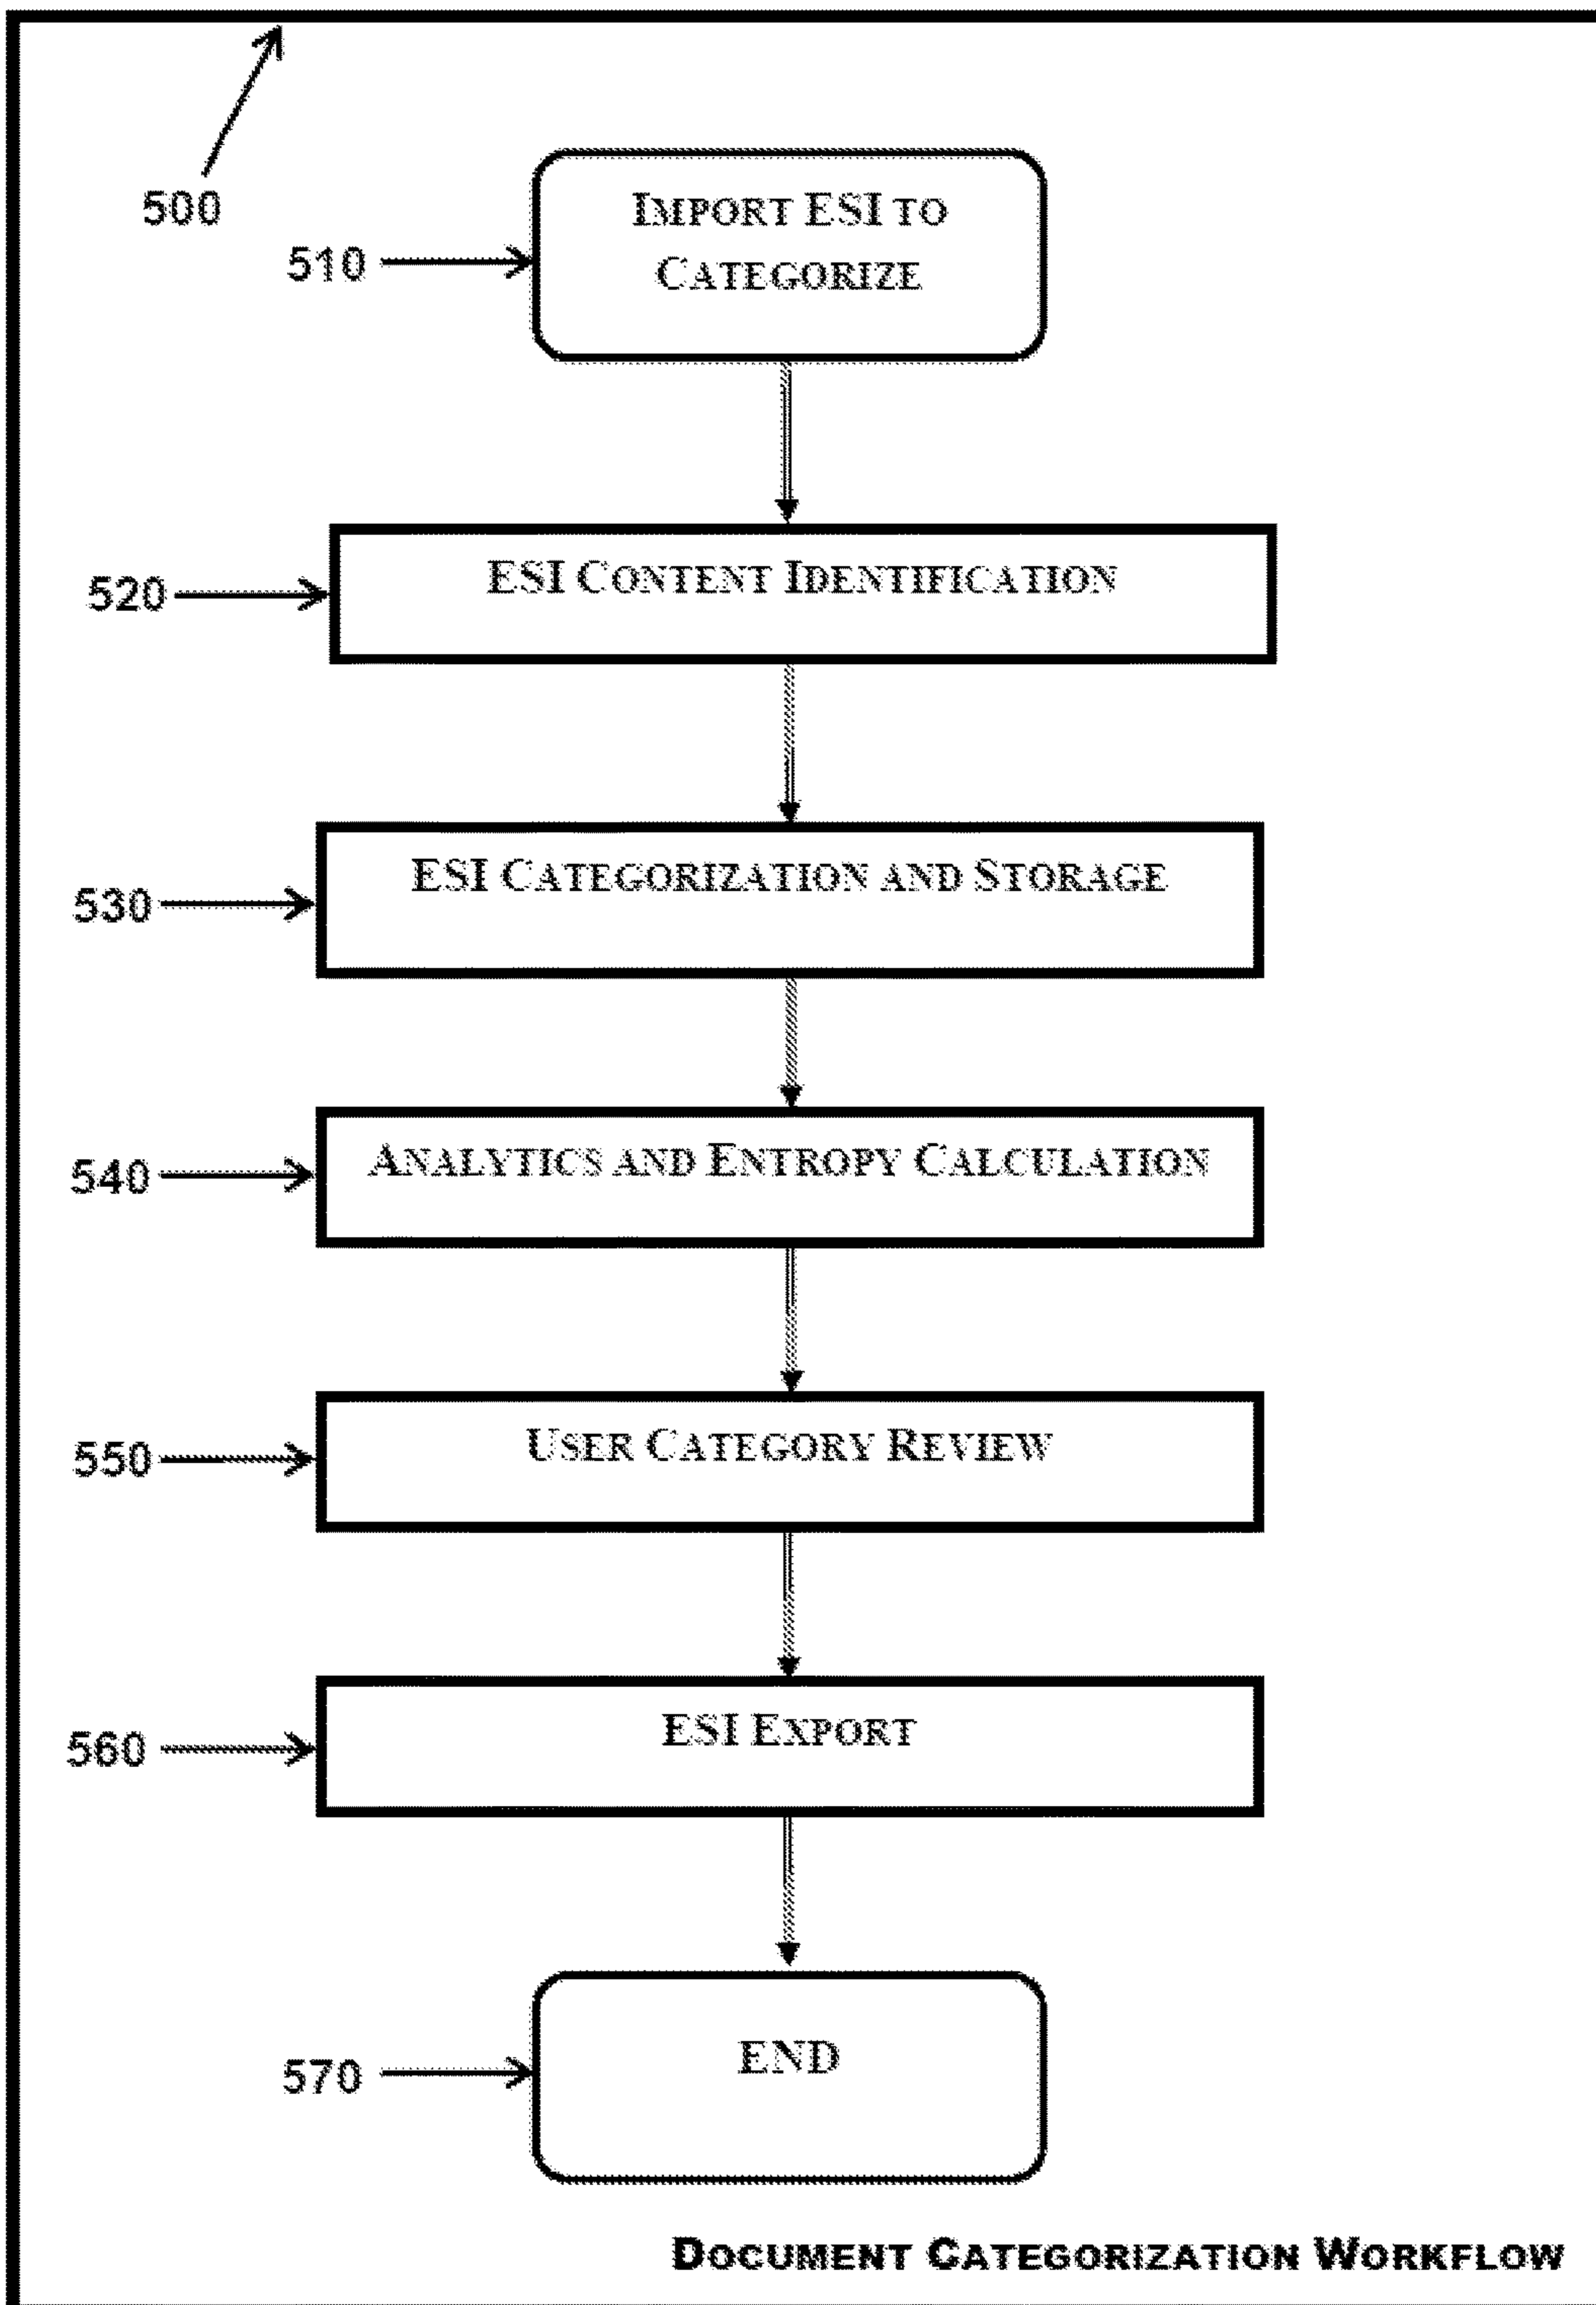 500
510
IMPORT ESI TO
CATEGORIZE
520
ESI CONTENT IDENTIFICATION
530
ESI CATEGORIZATION AND STORAGE
540
ANALYTICS AND ENTROPY CALCULATION
550
USER CATEGORY REVIEW
560
ESI EXPORT
570
END
DOCUMENT CATEGORIZATION WORKFLOW